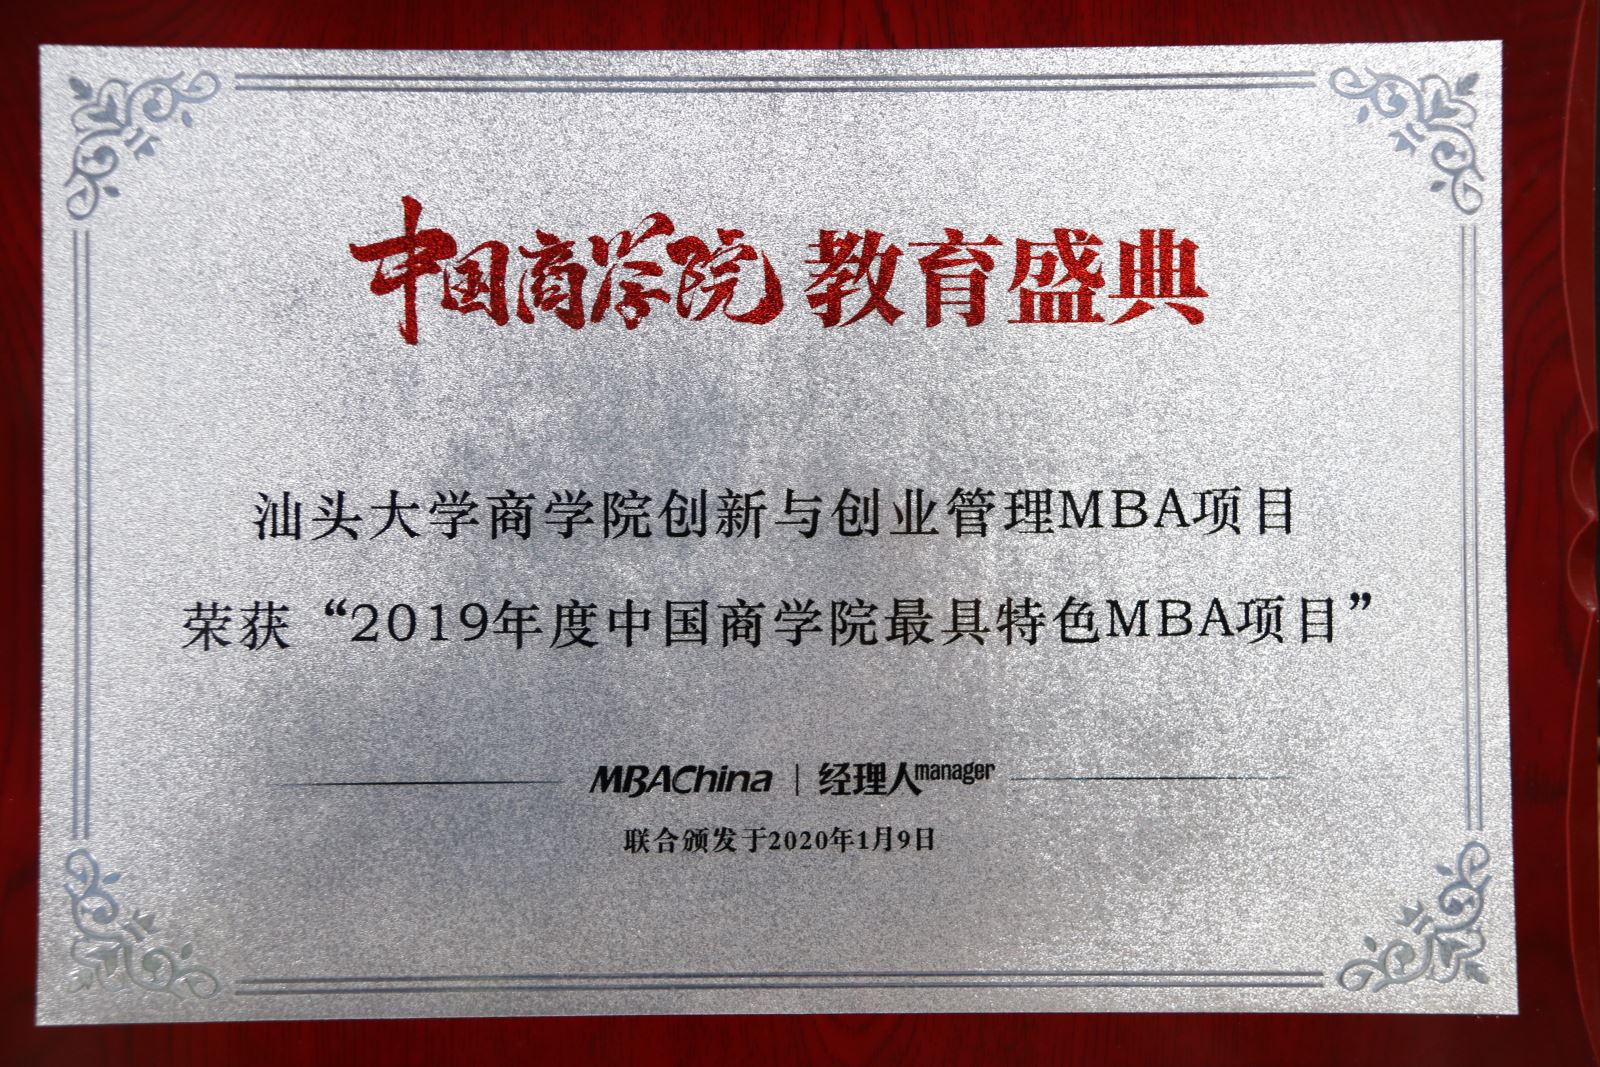 中国商学院 教育盛典
汕头大学商学院创新与创业管理MBA项目
荣获“2019年度中国商学院最具特色MBA项目”
MBAChina | 经理人manager
联合颁发于2020年1月9日